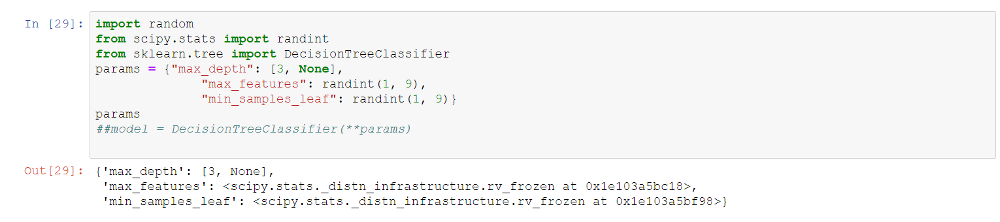 In [29]: import random
from scipy.stats import randint
from sklearn.tree import DecisionTreeClassifier
params = {"max_depth": [3, None],
"max_features": randint(1, 9),
"min_samples_leaf": randint(1, 9)}
params
##model = DecisionTreeClassifier(**params)
Out[29]: {'max_depth': [3, None],
'max_features': <scipy.stats._distn_infrastructure.rv_frozen at 0x1e103a5bc18>,
'min_samples_leaf': <scipy.stats._distn_infrastructure.rv_frozen at 0x1e103a5bf98>}